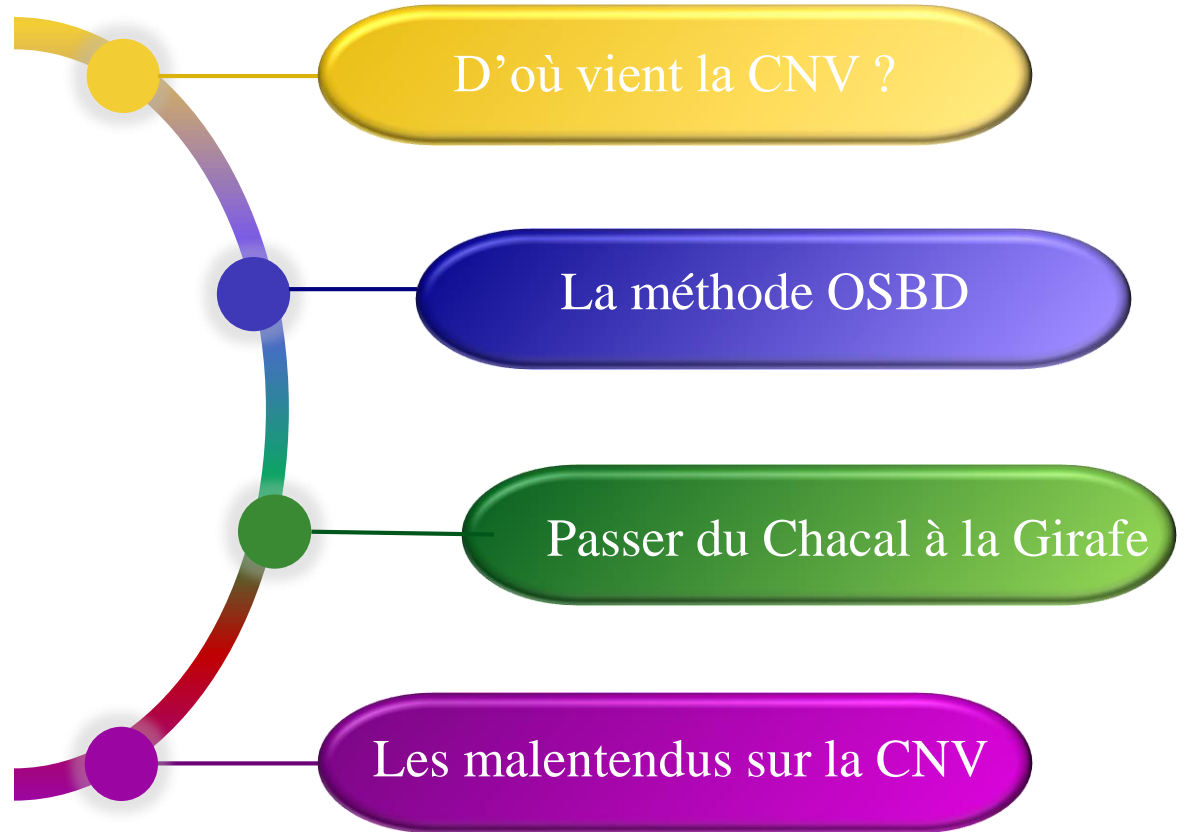 D’où vient la CNV ?
La méthode OSBD
Passer du Chacal à la Girafe
Les malentendus sur la CNV